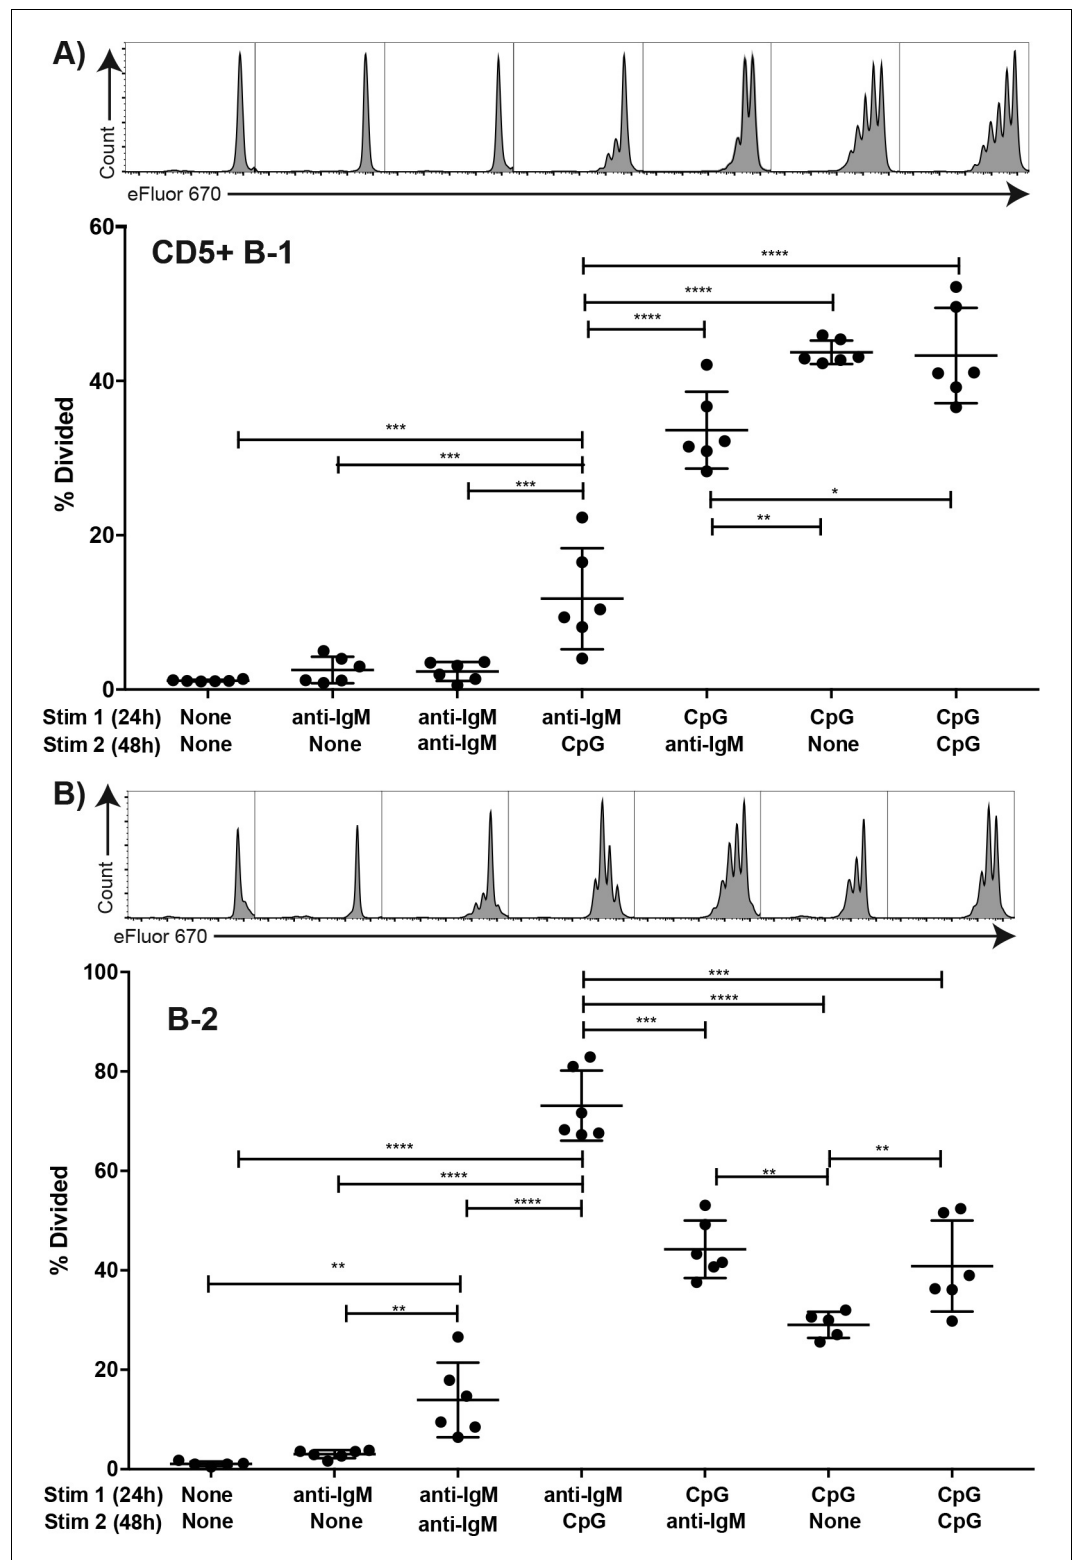 A)
Count
eFluor 670
60
CD5+ B-1
****
****
****
40
***
***
***
*
**
% Divided
20
0
Stim 1 (24h) None anti-IgM anti-IgM anti-IgM CpG CpG CpG
Stim 2 (48h) None None anti-IgM CpG anti-IgM None CpG
B)
Count
eFluor 670
100
***
****
***
B-2
80
****
**
**
60
****
****
% Divided
40
**
**
20
0
Stim 1 (24h) None anti-IgM anti-IgM anti-IgM CpG CpG CpG
Stim 2 (48h) None None anti-IgM CpG anti-IgM None CpG